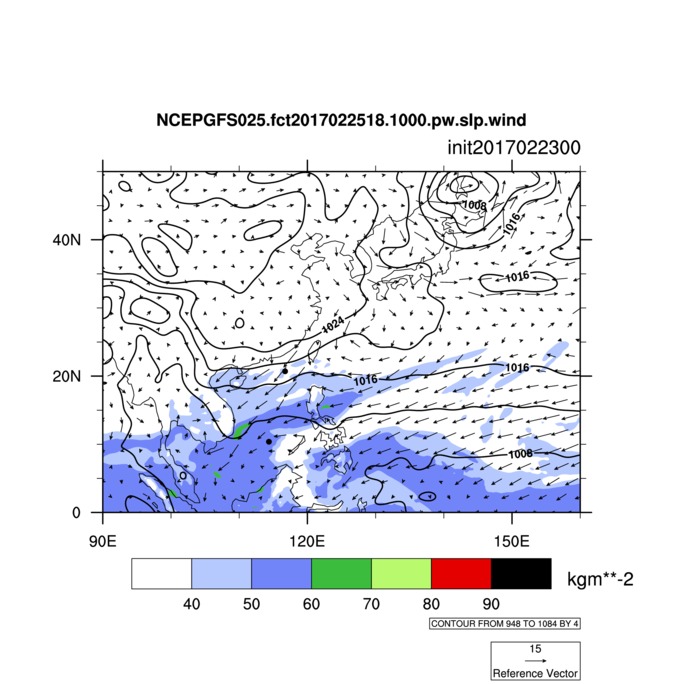 NCEPGFS025.fct2017022518.1000.pw.slp.wind
init2017022300
1008
1016
40N
1016
1024
20N
1016
1016
1008
0
90E 120E 150E
40 50 60 70 80 90
kgm**-2
CONTOUR FROM 948 TO 1084 BY 4
15
Reference Vector